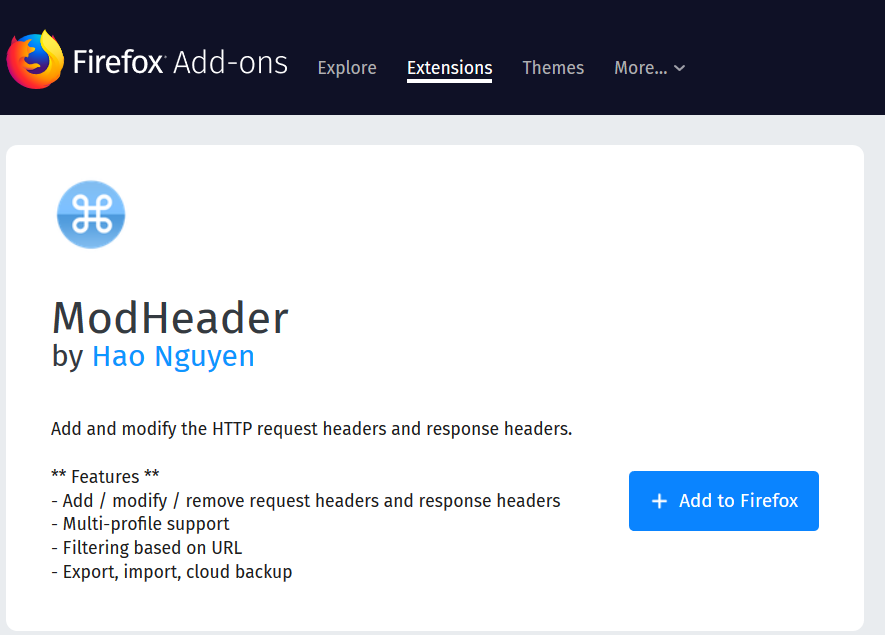 Firefox Add-ons Explore Extensions Themes More...
ModHeader
by Hao Nguyen
Add and modify the HTTP request headers and response headers.
** Features **
- Add / modify / remove request headers and response headers
- Multi-profile support
- Filtering based on URL
- Export, import, cloud backup
+ Add to Firefox